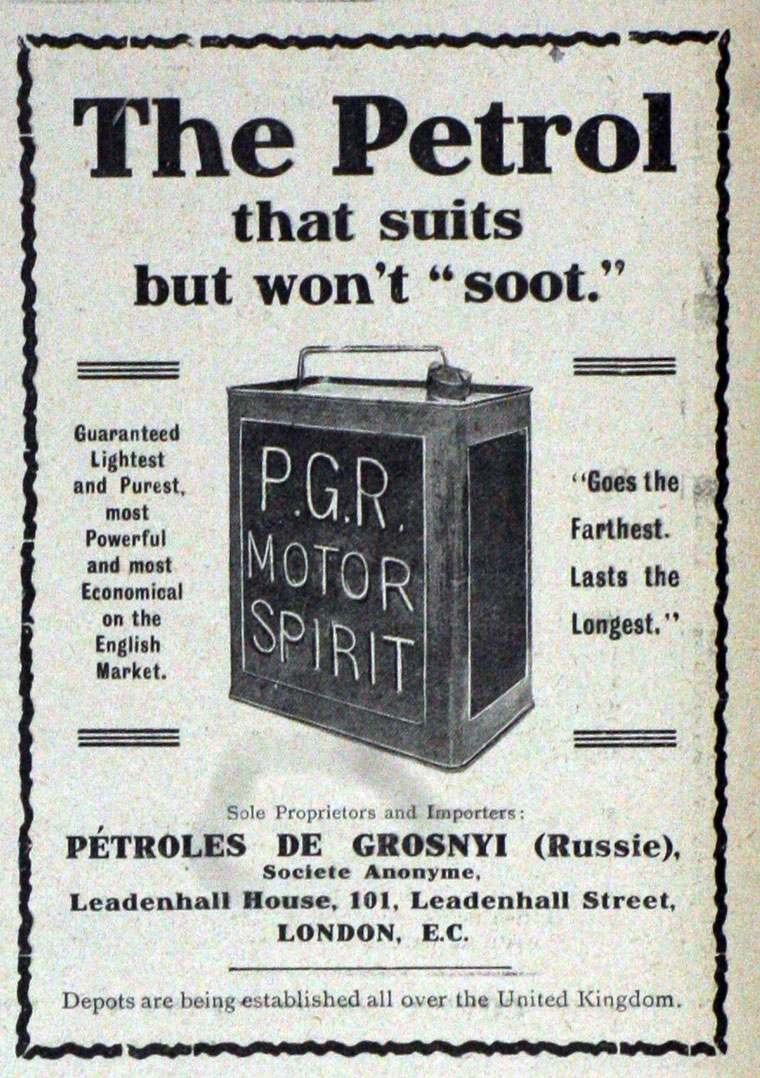 The Petrol
that suits
but won't "soot."
Guaranteed
Lightest
and Purest,
most
Powerful
and most
Economical
on the
English
Market.
P.G.R.
MOTOR
SPIRIT
"Goes the
Farthest.
Lasts the
Longest."
Sole Proprietors and Importers:
PÉTROLES DE GROSNYI (Russie),
Societe Anonyme,
Leadenhall House, 101, Leadenhall Street,
LONDON, E.C.
Depots are being established all over the United Kingdom.